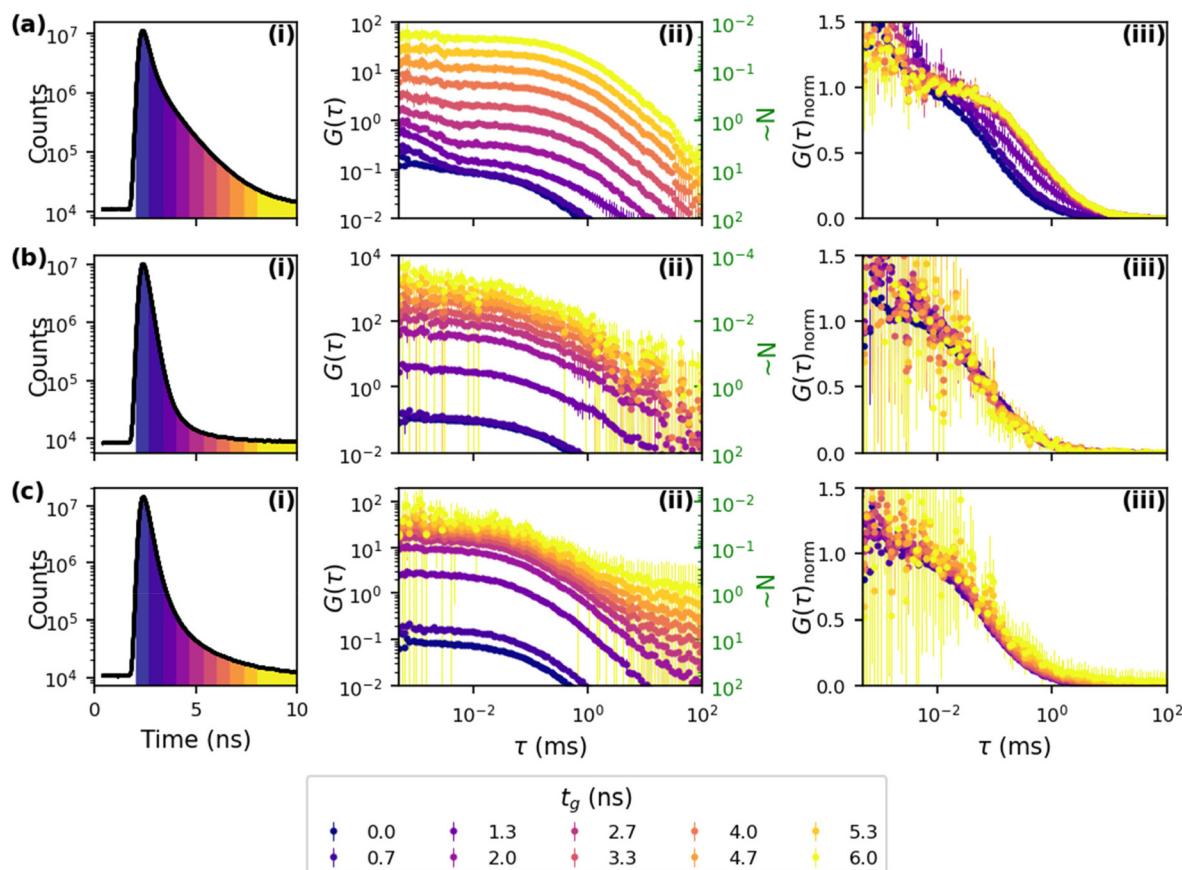 (a)
(i)
Counts
10⁷
10⁶
10⁵
10⁴
(ii)
G(τ)
10²
10¹
10⁰
10⁻¹
10⁻²
10⁻²
10⁻¹
10⁰
10¹
10²
~N
(iii)
G(τ)norm
1.5
1.0
0.5
0.0
(b)
(i)
Counts
10⁷
10⁶
10⁵
10⁴
(ii)
G(τ)
10⁴
10²
10⁰
10⁻²
10⁻⁴
10⁻²
10⁰
10²
~N
(iii)
G(τ)norm
1.5
1.0
0.5
0.0
(c)
(i)
Counts
10⁷
10⁶
10⁵
10⁴
0 5 10
Time (ns)
(ii)
G(τ)
10²
10¹
10⁰
10⁻¹
10⁻²
10⁻²
10⁻¹
10⁰
10¹
10²
~N
10⁻² 10⁰ 10²
τ (ms)
(iii)
G(τ)norm
1.5
1.0
0.5
0.0
10⁻² 10⁰ 10²
τ (ms)
tg (ns)
0.0 1.3 2.7 4.0 5.3
0.7 2.0 3.3 4.7 6.0